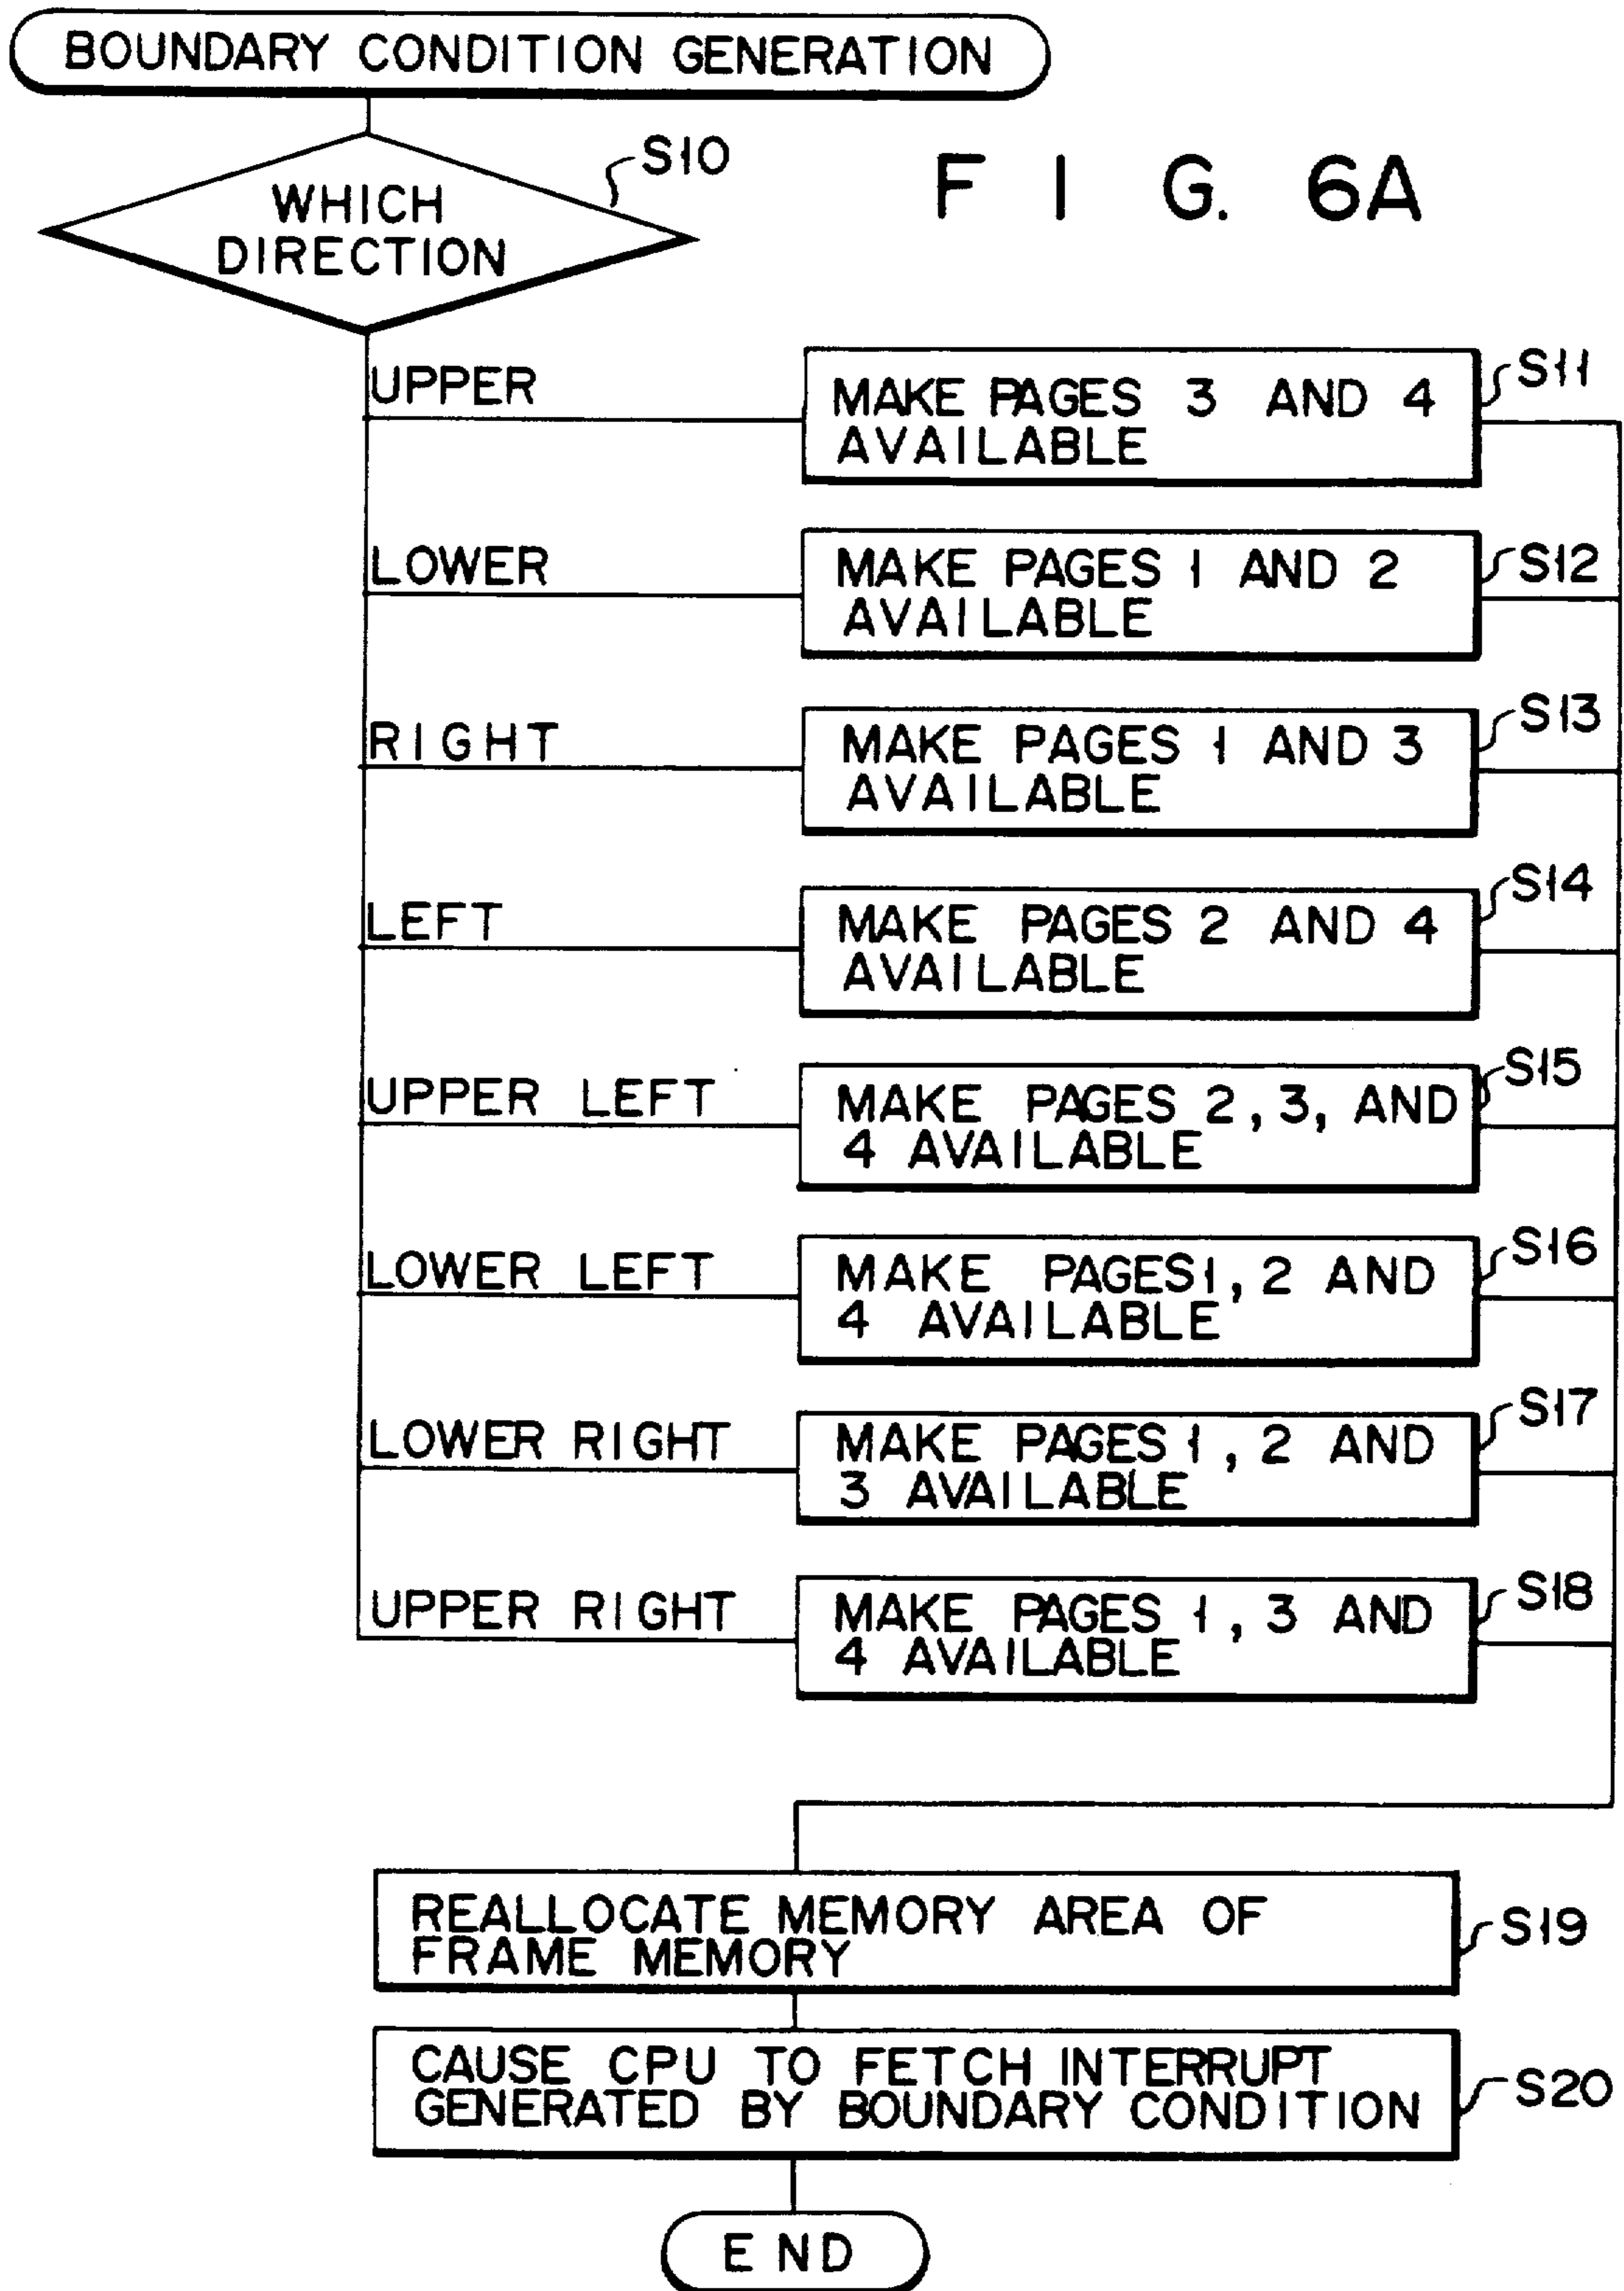 BOUNDARY CONDITION GENERATION
S10
F I G. 6A
WHICH
DIRECTION
UPPER
MAKE PAGES 3 AND 4
AVAILABLE
S11
LOWER
MAKE PAGES 1 AND 2
AVAILABLE
S12
RIGHT
MAKE PAGES 1 AND 3
AVAILABLE
S13
LEFT
MAKE PAGES 2 AND 4
AVAILABLE
S14
UPPER LEFT
MAKE PAGES 2, 3, AND
4 AVAILABLE
S15
LOWER LEFT
MAKE PAGES 1, 2 AND
4 AVAILABLE
S16
LOWER RIGHT
MAKE PAGES 1, 2 AND
3 AVAILABLE
S17
UPPER RIGHT
MAKE PAGES 1, 3 AND
4 AVAILABLE
S18
REALLOCATE MEMORY AREA OF
FRAME MEMORY
S19
CAUSE CPU TO FETCH INTERRUPT
GENERATED BY BOUNDARY CONDITION
S20
END